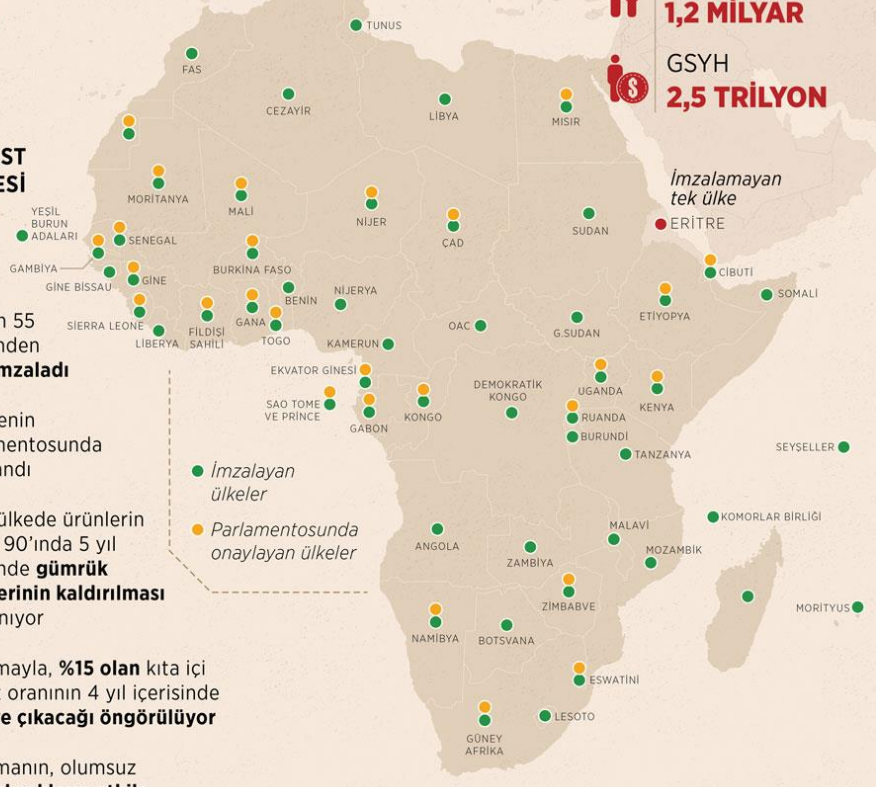 1,2 MİLYAR
GSYH
2,5 TRİLYON
TUNUS
FAS
CEZAYİR
LİBYA
MISIR
ST
ESİ
İmzalamayan
tek ülke
ERİTRE
MORİTANYA
MALİ
NİJER
ÇAD
SUDAN
YEŞİL
BURUN
ADALARI
SENEGAL
GAMBİYA
GİNE BİSSAU
GİNE
BURKİNA FASO
BENİN
NİJERYA
CİBUTİ
SOMALİ
ETİYOPYA
SİERRA LEONE
LİBERYA
FİLDİŞİ
SAHİLİ
GANA
TOGO
KAMERUN
OAC
G.SUDAN
n 55
nden
mzaladı
EKVATOR GİNESİ
SAO TOME
VE PRİNCE
GABON
KONGO
DEMOKRATİK
KONGO
UGANDA
KENYA
RUANDA
BURUNDİ
TANZANYA
SEYŞELLER
enin
mentosunda
andı
İmzalayan
ülkeler
Parlamentosunda
onaylayan ülkeler
ülkede ürünlerin
90'ında 5 yıl
nde gümrük
erinin kaldırılması
nıyor
ANGOLA
ZAMBİYA
MALAVİ
MOZAMBİK
KOMORLAR BİRLİĞİ
ZİMBABVE
MORİTYUS
NAMİBYA
BOTSVANA
ESWATİNİ
LESOTO
GÜNEY
AFRİKA
mayla, %15 olan kıta içi
t oranının 4 yıl içerisinde
e çıkacağı öngörülüyor
manın, olumsuz